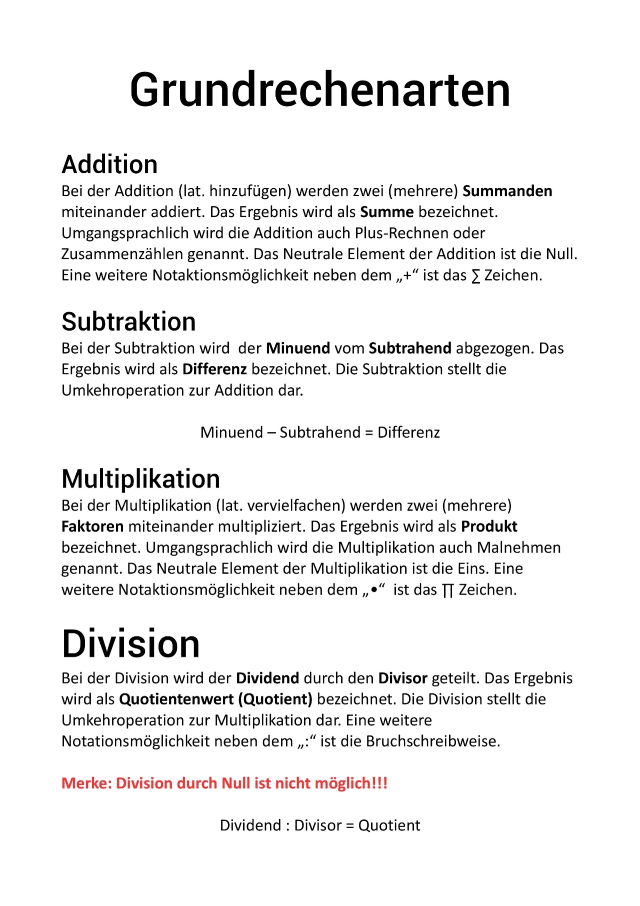 Grundrechenarten
Addition
Bei der Addition (lat. hinzufügen) werden zwei (mehrere) Summanden
miteinander addiert. Das Ergebnis wird als Summe bezeichnet.
Umgangsprachlich wird die Addition auch Plus-Rechnen oder
Zusammenzählen genannt. Das Neutrale Element der Addition ist die Null.
Eine weitere Notaktionsmöglichkeit neben dem „+“ ist das ∑ Zeichen.
Subtraktion
Bei der Subtraktion wird  der Minuend vom Subtrahend abgezogen. Das
Ergebnis wird als Differenz bezeichnet. Die Subtraktion stellt die
Umkehroperation zur Addition dar.
Minuend – Subtrahend = Differenz
Multiplikation
Bei der Multiplikation (lat. vervielfachen) werden zwei (mehrere)
Faktoren miteinander multipliziert. Das Ergebnis wird als Produkt
bezeichnet. Umgangsprachlich wird die Multiplikation auch Malnehmen
genannt. Das Neutrale Element der Multiplikation ist die Eins. Eine
weitere Notaktionsmöglichkeit neben dem „•“  ist das ∏ Zeichen.
Division
Bei der Division wird der Dividend durch den Divisor geteilt. Das Ergebnis
wird als Quotientenwert (Quotient) bezeichnet. Die Division stellt die
Umkehroperation zur Multiplikation dar. Eine weitere
Notationsmöglichkeit neben dem „:“ ist die Bruchschreibweise.
Merke: Division durch Null ist nicht möglich!!!
Dividend : Divisor = Quotient